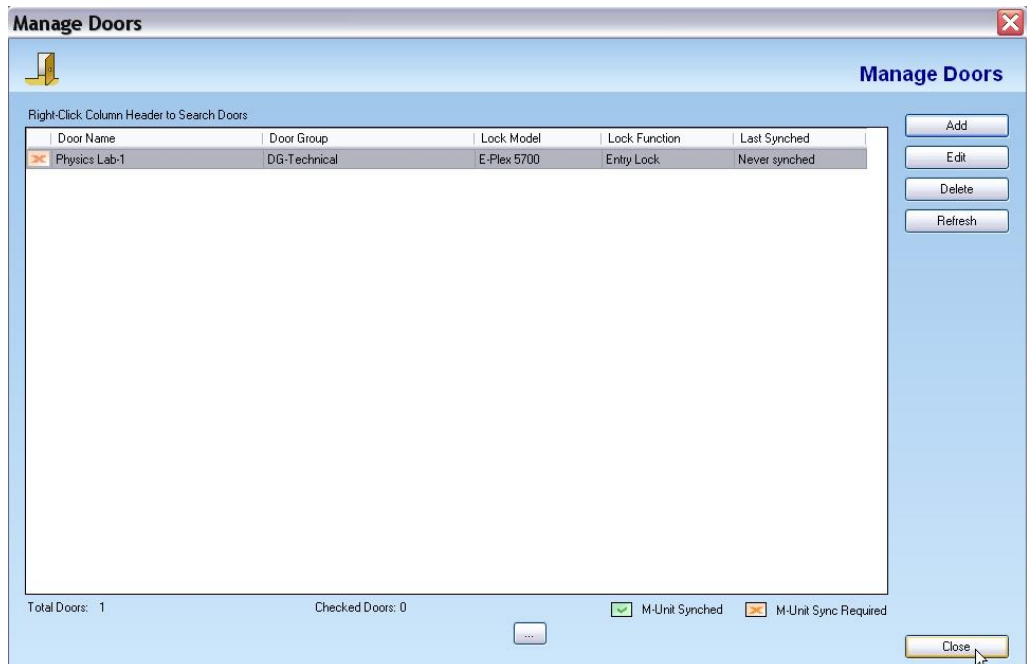 Manage Doors
Manage Doors
Right-Click Column Header to Search Doors
Door Name Door Group Lock Model Lock Function Last Synched
Physics Lab-1 DG-Technical E-Plex 5700 Entry Lock Never synched
Add
Edit
Delete
Refresh
Total Doors: 1 Checked Doors: 0 M-Unit Synched M-Unit Sync Required
...
Close